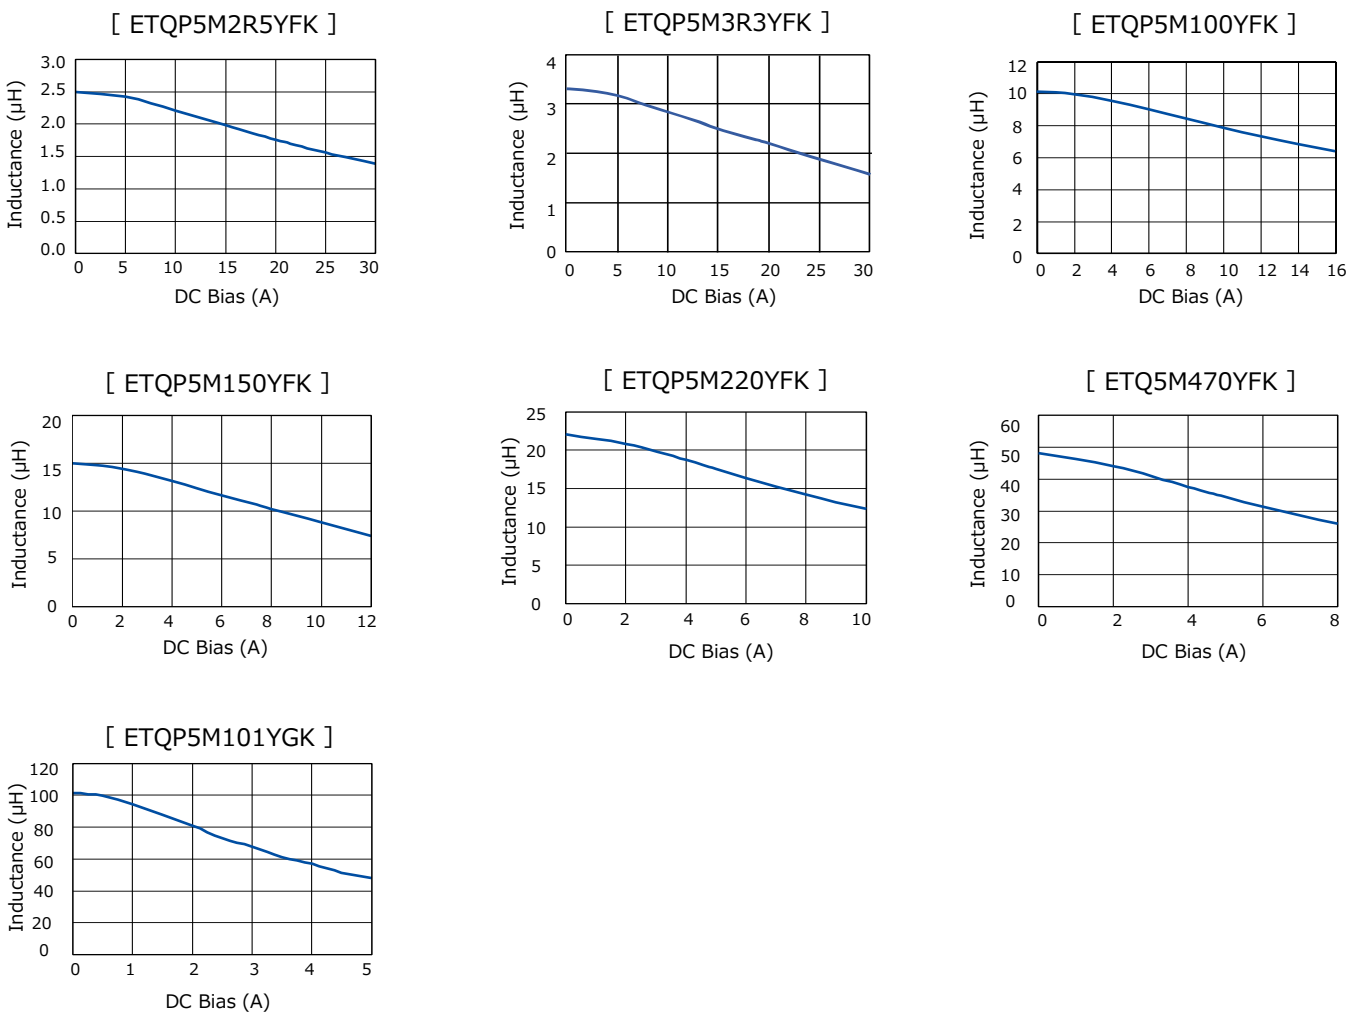 [ ETQP5M2R5YFK ]
Inductance (µH)
3.0
2.5
2.0
1.5
1.0
0.5
0.0
0 5 10 15 20 25 30
DC Bias (A)
[ ETQP5M3R3YFK ]
Inductance (µH)
4
3
2
1
0
0 5 10 15 20 25 30
DC Bias (A)
[ ETQP5M100YFK ]
Inductance (µH)
12
10
8
6
4
2
0
0 2 4 6 8 10 12 14 16
DC Bias (A)
[ ETQP5M150YFK ]
Inductance (µH)
20
15
10
5
0
0 2 4 6 8 10 12
DC Bias (A)
[ ETQP5M220YFK ]
Inductance (µH)
25
20
15
10
5
0
0 2 4 6 8 10
DC Bias (A)
[ ETQ5M470YFK ]
Inductance (µH)
60
50
40
30
20
10
0
0 2 4 6 8
DC Bias (A)
[ ETQP5M101YGK ]
Inductance (µH)
120
100
80
60
40
20
0
0 1 2 3 4 5
DC Bias (A)